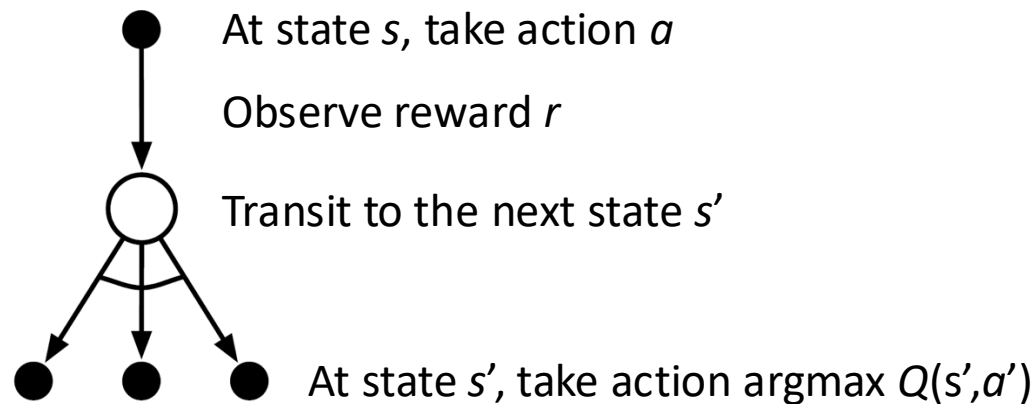 At state s, take action a
Observe reward r
Transit to the next state s’
At state s’, take action argmax Q(s’,a’)